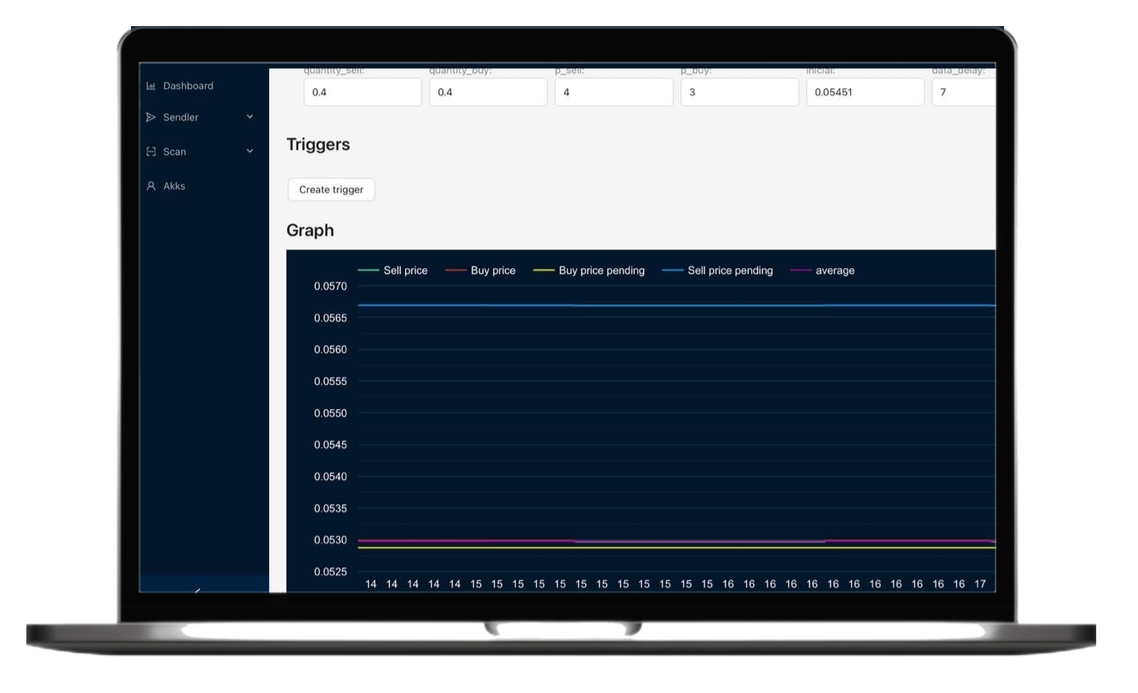 Dashboard
Sendler
Scan
Akks
quantity_sell: quantity_buy: p_sell: p_buy: inicial: data_delay:
0.4 0.4 4 3 0.05451 7
Triggers
Create trigger
Graph
Sell price Buy price Buy price pending Sell price pending average
0.0570
0.0565
0.0560
0.0555
0.0550
0.0545
0.0540
0.0535
0.0530
0.0525
14 14 14 14 14 15 15 15 15 15 15 15 15 15 15 15 15 16 16 16 16 16 16 16 16 16 16 16 16 17